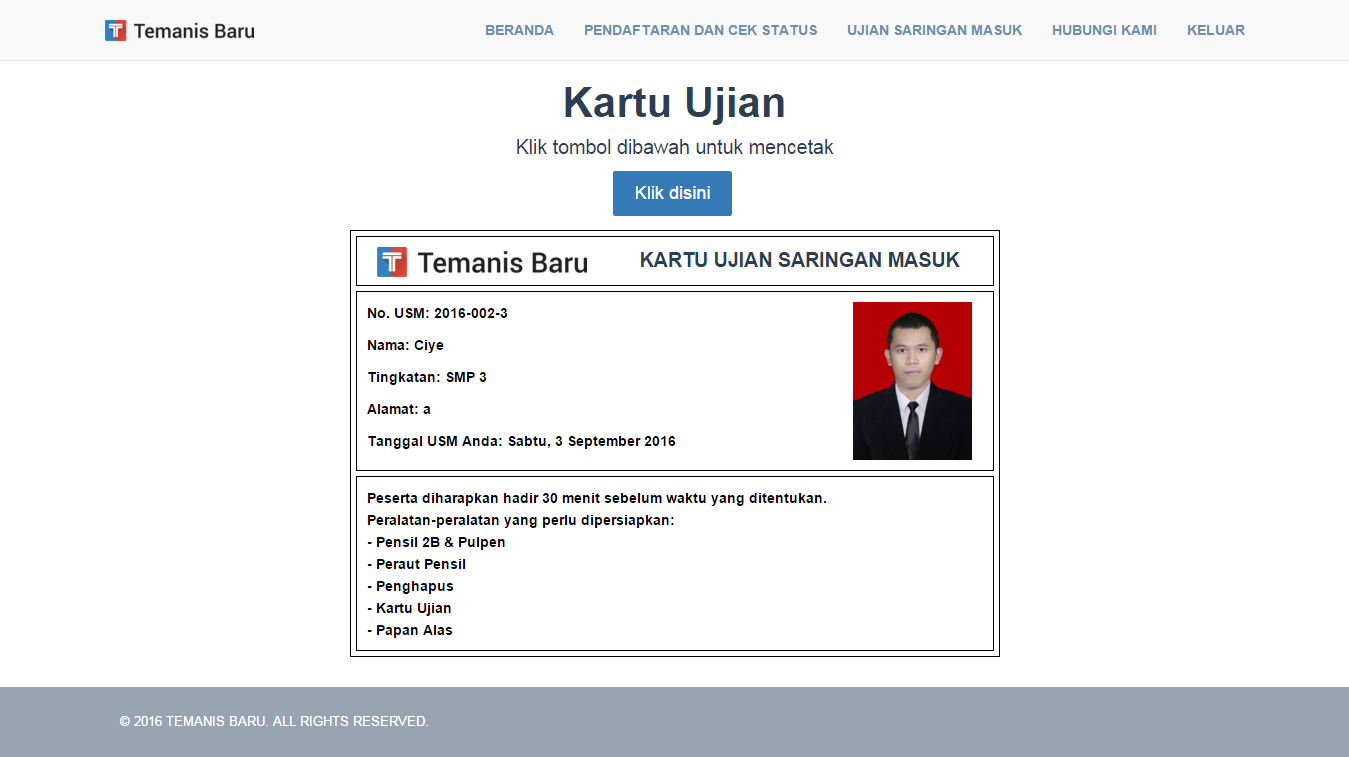 Temanis Baru
BERANDA PENDAFTARAN DAN CEK STATUS UJIAN SARINGAN MASUK HUBUNGI KAMI KELUAR
Kartu Ujian
Klik tombol dibawah untuk mencetak
Klik disini
Temanis Baru KARTU UJIAN SARINGAN MASUK
No. USM: 2016-002-3
Nama: Ciye
Tingkatan: SMP 3
Alamat: a
Tanggal USM Anda: Sabtu, 3 September 2016
Peserta diharapkan hadir 30 menit sebelum waktu yang ditentukan.
Peralatan-peralatan yang perlu dipersiapkan:
- Pensil 2B & Pulpen
- Peraut Pensil
- Penghapus
- Kartu Ujian
- Papan Alas
© 2016 TEMANIS BARU. ALL RIGHTS RESERVED.